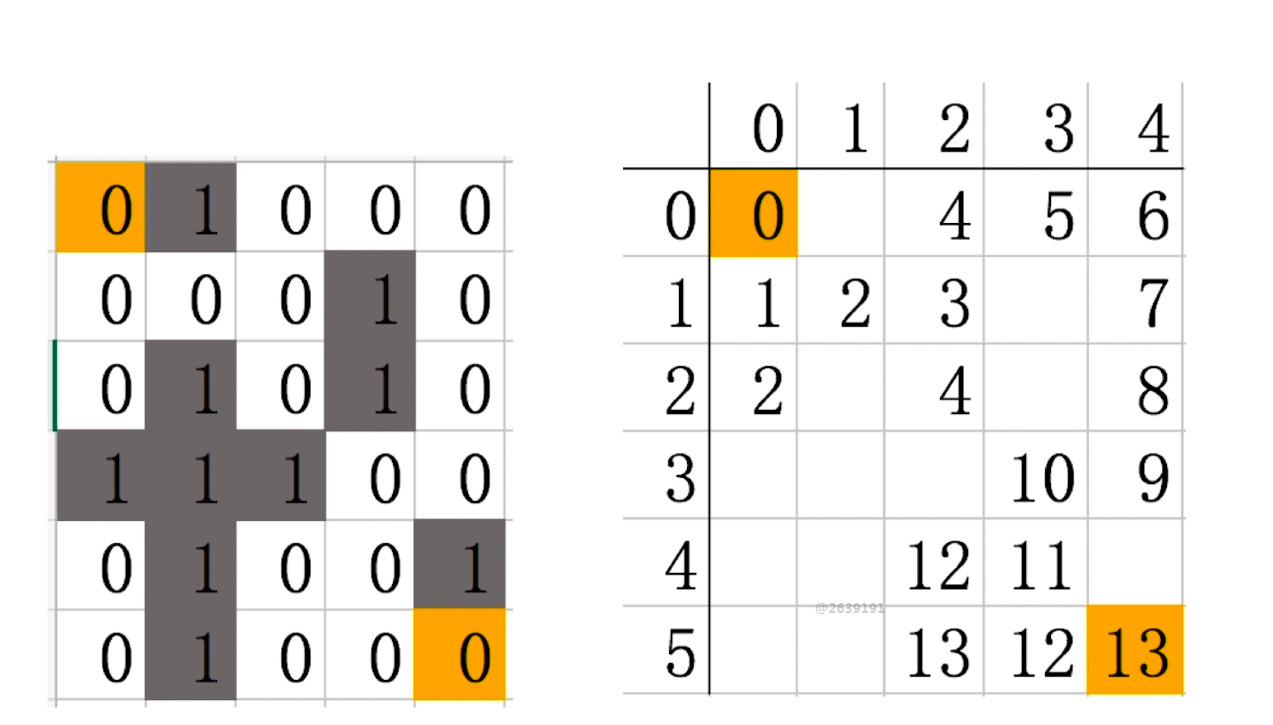 0 1 2 3 4
0 1 0 0 0
0 0 4 5 6
0 0 0 1 0
1 1 2 3 7
0 1 0 1 0
2 2 4 8
1 1 1 0 0
3 10 9
0 1 0 0 1
4 12 11
@2639191
0 1 0 0 0
5 13 12 13